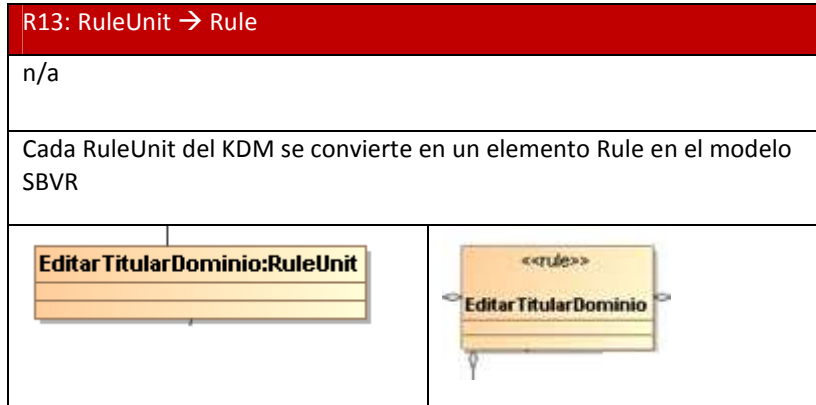 R13: RuleUnit → Rule
n/a
Cada RuleUnit del KDM se convierte en un elemento Rule en el modelo
SBVR
EditarTitularDominio:RuleUnit
<<rule>>
EditarTitularDominio